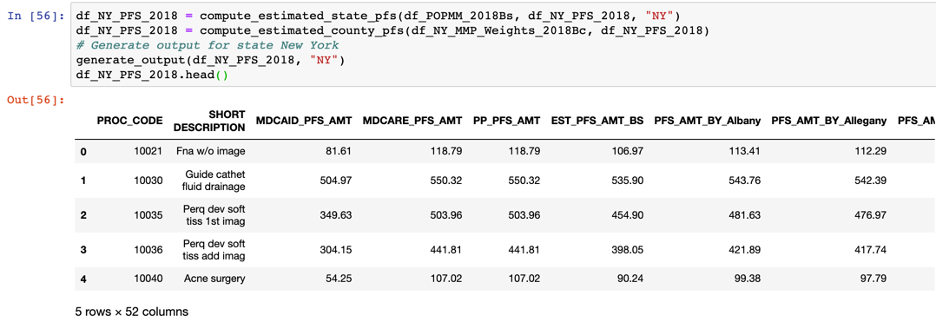 In [56]: df_NY_PFS_2018 = compute_estimated_state_pfs(df_POPMM_2018Bs, df_NY_PFS_2018, "NY")
df_NY_PFS_2018 = compute_estimated_county_pfs(df_NY_MMP_Weights_2018Bc, df_NY_PFS_2018)
# Generate output for state New York
generate_output(df_NY_PFS_2018, "NY")
df_NY_PFS_2018.head()
Out[56]:
PROC_CODE SHORT DESCRIPTION MDCAID_PFS_AMT MDCARE_PFS_AMT PP_PFS_AMT EST_PFS_AMT_BS PFS_AMT_BY_Albany PFS_AMT_BY_Allegany PFS_A
0 10021 Fna w/o image 81.61 118.79 118.79 106.97 113.41 112.29
1 10030 Guide cathet fluid drainage 504.97 550.32 550.32 535.90 543.76 542.39
2 10035 Perq dev soft tiss 1st imag 349.63 503.96 503.96 454.90 481.63 476.97
3 10036 Perq dev soft tiss add imag 304.15 441.81 441.81 398.05 421.89 417.74
4 10040 Acne surgery 54.25 107.02 107.02 90.24 99.38 97.79
5 rows × 52 columns